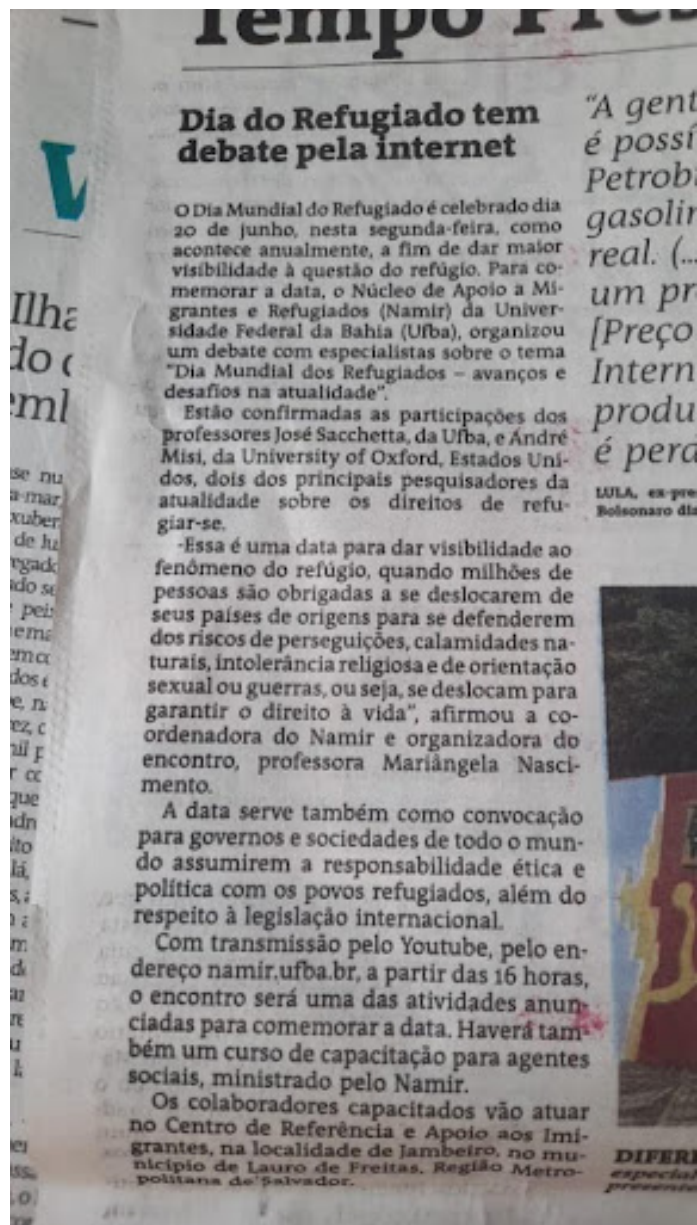 Tempo
Dia do Refugiado tem
debate pela internet
O Dia Mundial do Refugiado é celebrado dia
20 de junho, nesta segunda-feira, como
acontece anualmente, a fim de dar maior
visibilidade à questão do refúgio. Para co-
memorar a data, o Núcleo de Apoio a Mi-
grantes e Refugiados (Namir) da Univer-
sidade Federal da Bahia (Ufba), organizou
um debate com especialistas sobre o tema
"Dia Mundial dos Refugiados – avanços e
desafios na atualidade".
Estão confirmadas as participações dos
professores José Sacchetta, da Ufba, e André
Misi, da University of Oxford, Estados Uni-
dos, dois dos principais pesquisadores da
atualidade sobre os direitos de refu-
giar-se.
-Essa é uma data para dar visibilidade ao
fenômeno do refúgio, quando milhões de
pessoas são obrigadas a se deslocarem de
seus países de origens para se defenderem
dos riscos de perseguições, calamidades na-
turais, intolerância religiosa e de orientação
sexual ou guerras, ou seja, se deslocam para
garantir o direito à vida", afirmou a co-
ordenadora do Namir e organizadora do
encontro, professora Mariângela Nasci-
mento.
A data serve também como convocação
para governos e sociedades de todo o mun-
do assumirem a responsabilidade ética e
política com os povos refugiados, além do
respeito à legislação internacional.
Com transmissão pelo Youtube, pelo en-
dereço namir.ufba.br, a partir das 16 horas,
o encontro será uma das atividades anun-
ciadas para comemorar a data. Haverá tam-
bém um curso de capacitação para agentes
sociais, ministrado pelo Namir.
Os colaboradores capacitados vão atuar
no Centro de Referência e Apoio aos Imi-
grantes, na localidade de Jambeiro, no mu-
nicípio de Lauro de Freitas, Região Metro-
politana de Salvador.
"A gent
é possí
Petrob
gasolin
real. (...
um pr
[Preço
Intern
produ
é perd
LULA, ex-pre
Bolsonaro dia
DIFERE
especial
presente